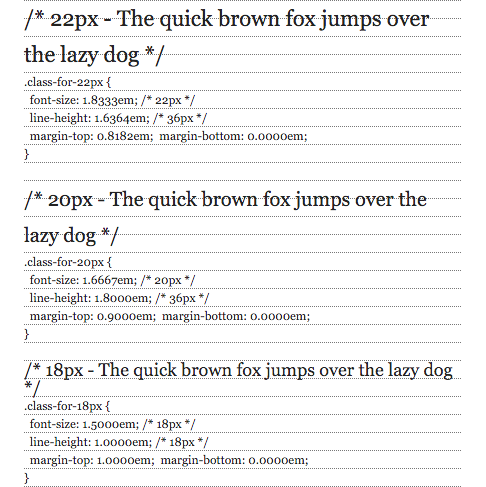 /* 22px - The quick brown fox jumps over
the lazy dog */
.class-for-22px {
font-size: 1.8333em; /* 22px */
line-height: 1.6364em; /* 36px */
margin-top: 0.8182em; margin-bottom: 0.0000em;
}
/* 20px - The quick brown fox jumps over the
lazy dog */
.class-for-20px {
font-size: 1.6667em; /* 20px */
line-height: 1.8000em; /* 36px */
margin-top: 0.9000em; margin-bottom: 0.0000em;
}
/* 18px - The quick brown fox jumps over the lazy dog
*/
.class-for-18px {
font-size: 1.5000em; /* 18px */
line-height: 1.0000em; /* 18px */
margin-top: 1.0000em; margin-bottom: 0.0000em;
}